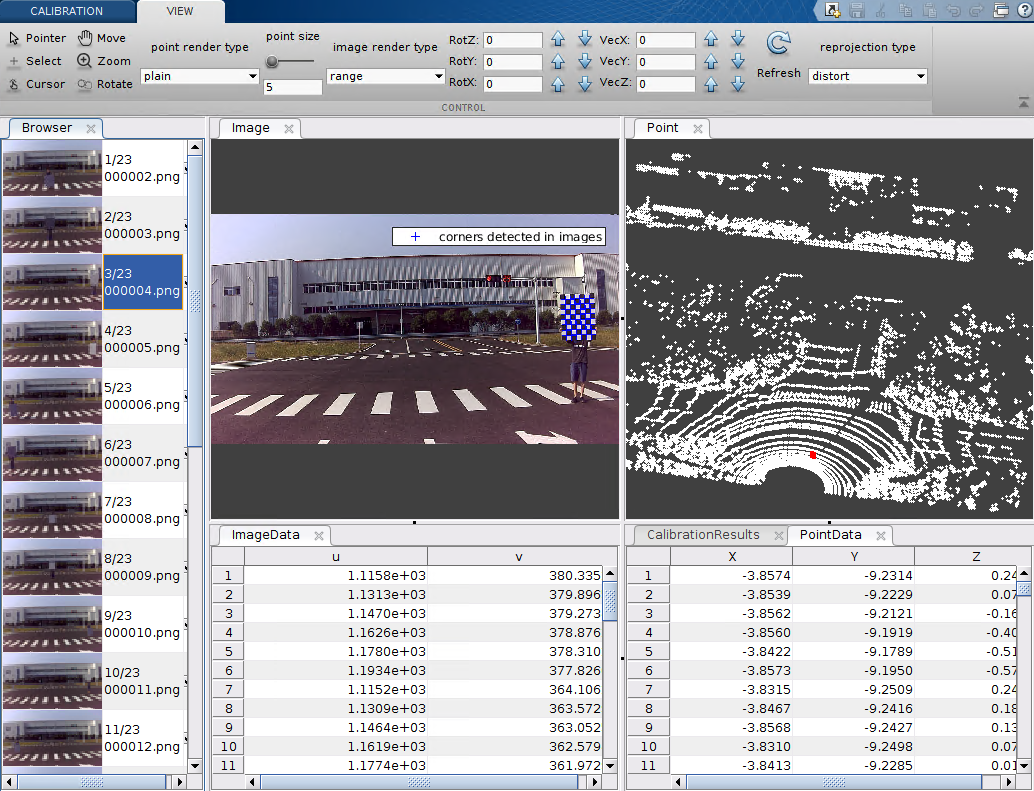 CALIBRATION VIEW
Pointer Move
Select Zoom
Cursor Rotate
point render type
plain
point size
5
image render type
range
RotZ: 0
RotY: 0
RotX: 0
VecX: 0
VecY: 0
VecZ: 0
Refresh
reprojection type
distort
CONTROL
Browser
1/23
000002.png
2/23
000003.png
3/23
000004.png
4/23
000005.png
5/23
000006.png
6/23
000007.png
7/23
000008.png
8/23
000009.png
9/23
000010.png
10/23
000011.png
11/23
000012.png
Image
corners detected in images
Point
ImageData
u v
1 1.1158e+03 380.335
2 1.1313e+03 379.896
3 1.1470e+03 379.273
4 1.1626e+03 378.876
5 1.1780e+03 378.310
6 1.1934e+03 377.826
7 1.1152e+03 364.106
8 1.1309e+03 363.572
9 1.1464e+03 363.052
10 1.1619e+03 362.579
11 1.1774e+03 361.972
CalibrationResults PointData
X Y Z
1 -3.8574 -9.2314 0.24
2 -3.8539 -9.2229 0.07
3 -3.8562 -9.2121 -0.16
4 -3.8560 -9.1919 -0.40
5 -3.8422 -9.1789 -0.51
6 -3.8573 -9.1950 -0.57
7 -3.8315 -9.2509 0.24
8 -3.8467 -9.2416 0.18
9 -3.8568 -9.2427 0.13
10 -3.8310 -9.2498 0.07
11 -3.8413 -9.2285 0.01